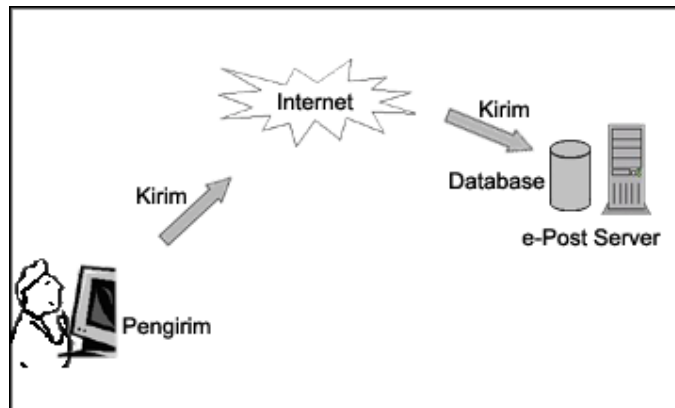 Internet
Kirim
Kirim
Database
e-Post Server
Pengirim